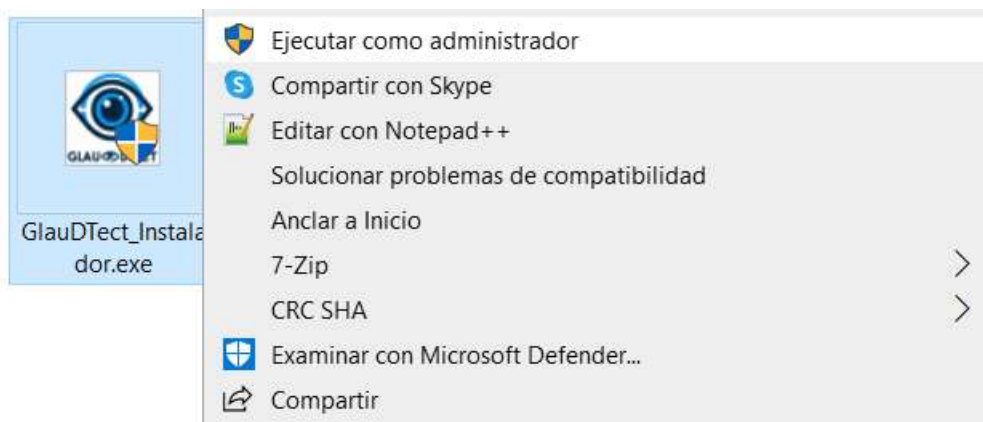 GlauDTect_Instala
dor.exe
Ejecutar como administrador
Compartir con Skype
Editar con Notepad++
Solucionar problemas de compatibilidad
Anclar a Inicio
7-Zip
CRC SHA
Examinar con Microsoft Defender...
Compartir